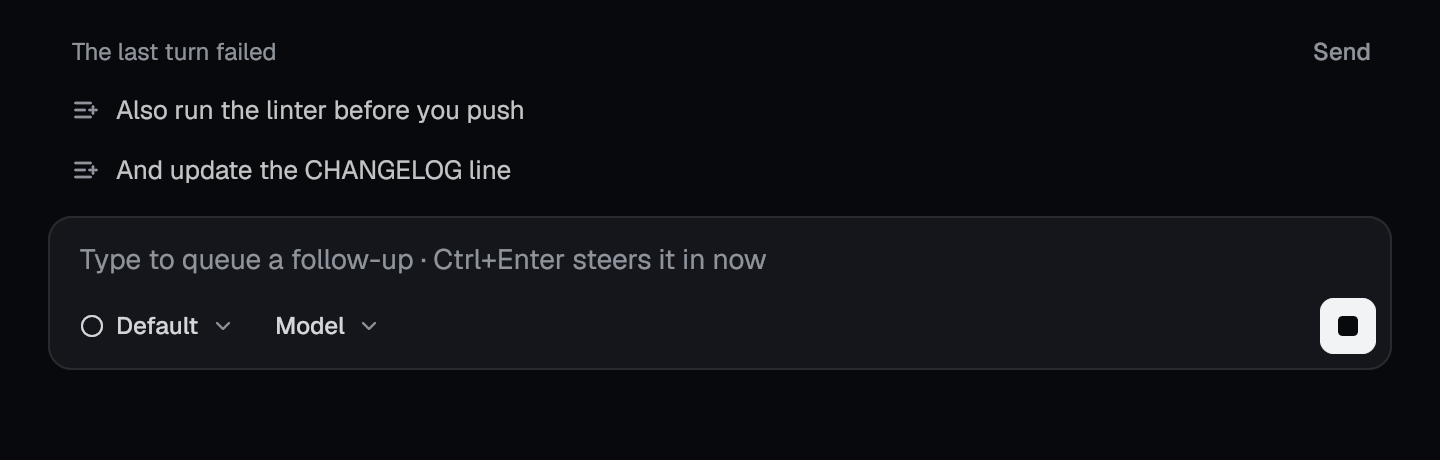 The last turn failed
Send
Also run the linter before you push
And update the CHANGELOG line
Type to queue a follow-up · Ctrl+Enter steers it in now
Default
Model